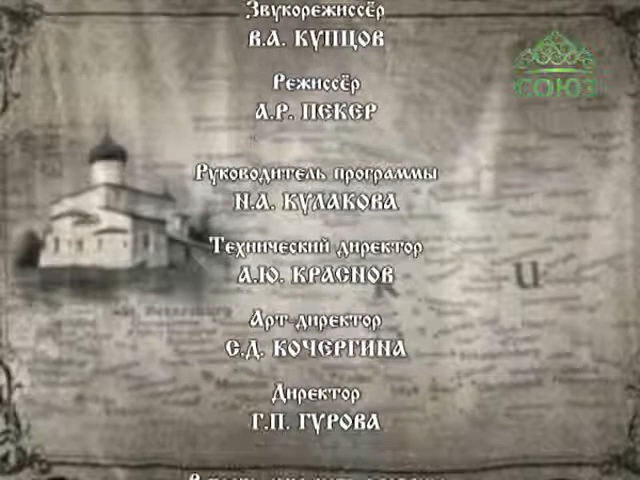 Звукорежиссёр
В.А. КУПЦОВ
СОЮЗ
Режиссёр
А.Р. ПЕКЕР
Руководитель программы
Н.А. КУЛАКОВА
Технический директор
А.Ю. КРАСНОВ
Арт-директор
С.Д. КОЧЕРГИНА
Директор
Г.П. ГУРОВА